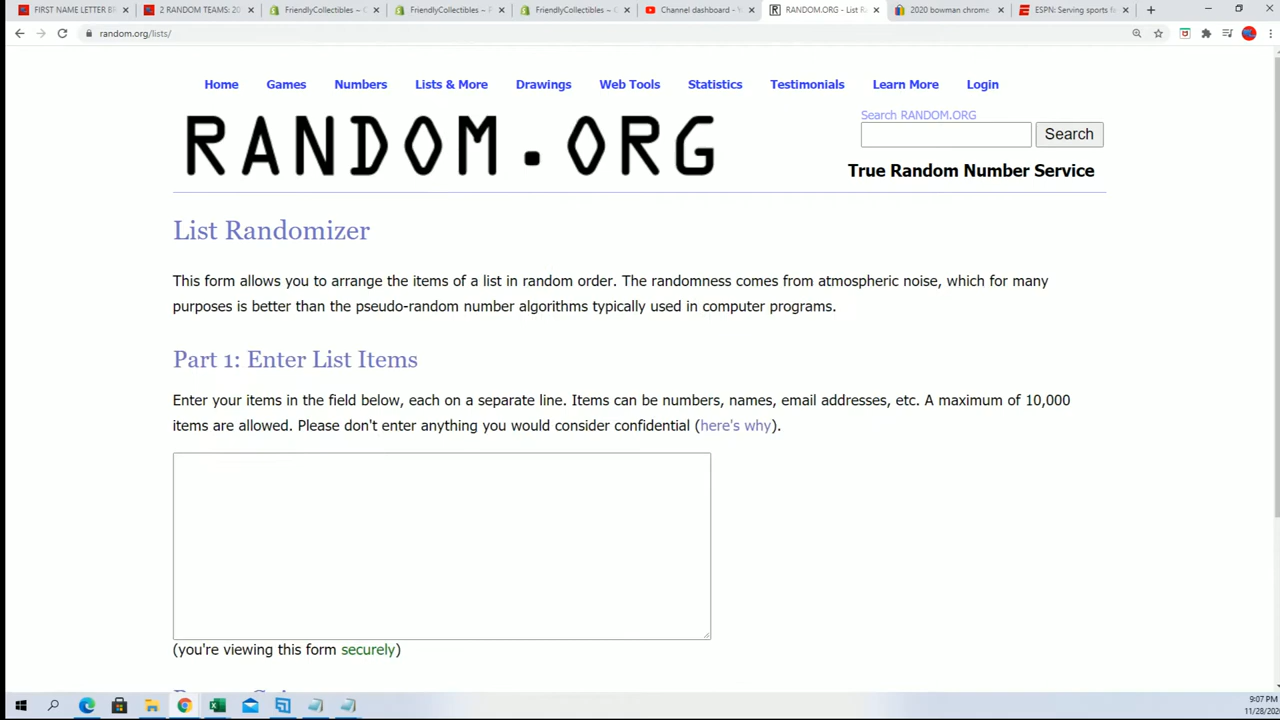 FIRST NAME LETTER BR
2 RANDOM TEAMS: 20
FriendlyCollectibles ~ C
FriendlyCollectibles ~ P
FriendlyCollectibles ~ C
Channel dashboard - Y
RANDOM.ORG - List R
2020 bowman chrome
ESPN: Serving sports f
random.org/lists/
Home Games Numbers Lists & More Drawings Web Tools Statistics Testimonials Learn More Login
RANDOM.ORG
Search RANDOM.ORG
Search
True Random Number Service
List Randomizer
This form allows you to arrange the items of a list in random order. The randomness comes from atmospheric noise, which for many
purposes is better than the pseudo-random number algorithms typically used in computer programs.
Part 1: Enter List Items
Enter your items in the field below, each on a separate line. Items can be numbers, names, email addresses, etc. A maximum of 10,000
items are allowed. Please don't enter anything you would consider confidential (here's why).
(you're viewing this form securely)
9:07 PM
11/28/20